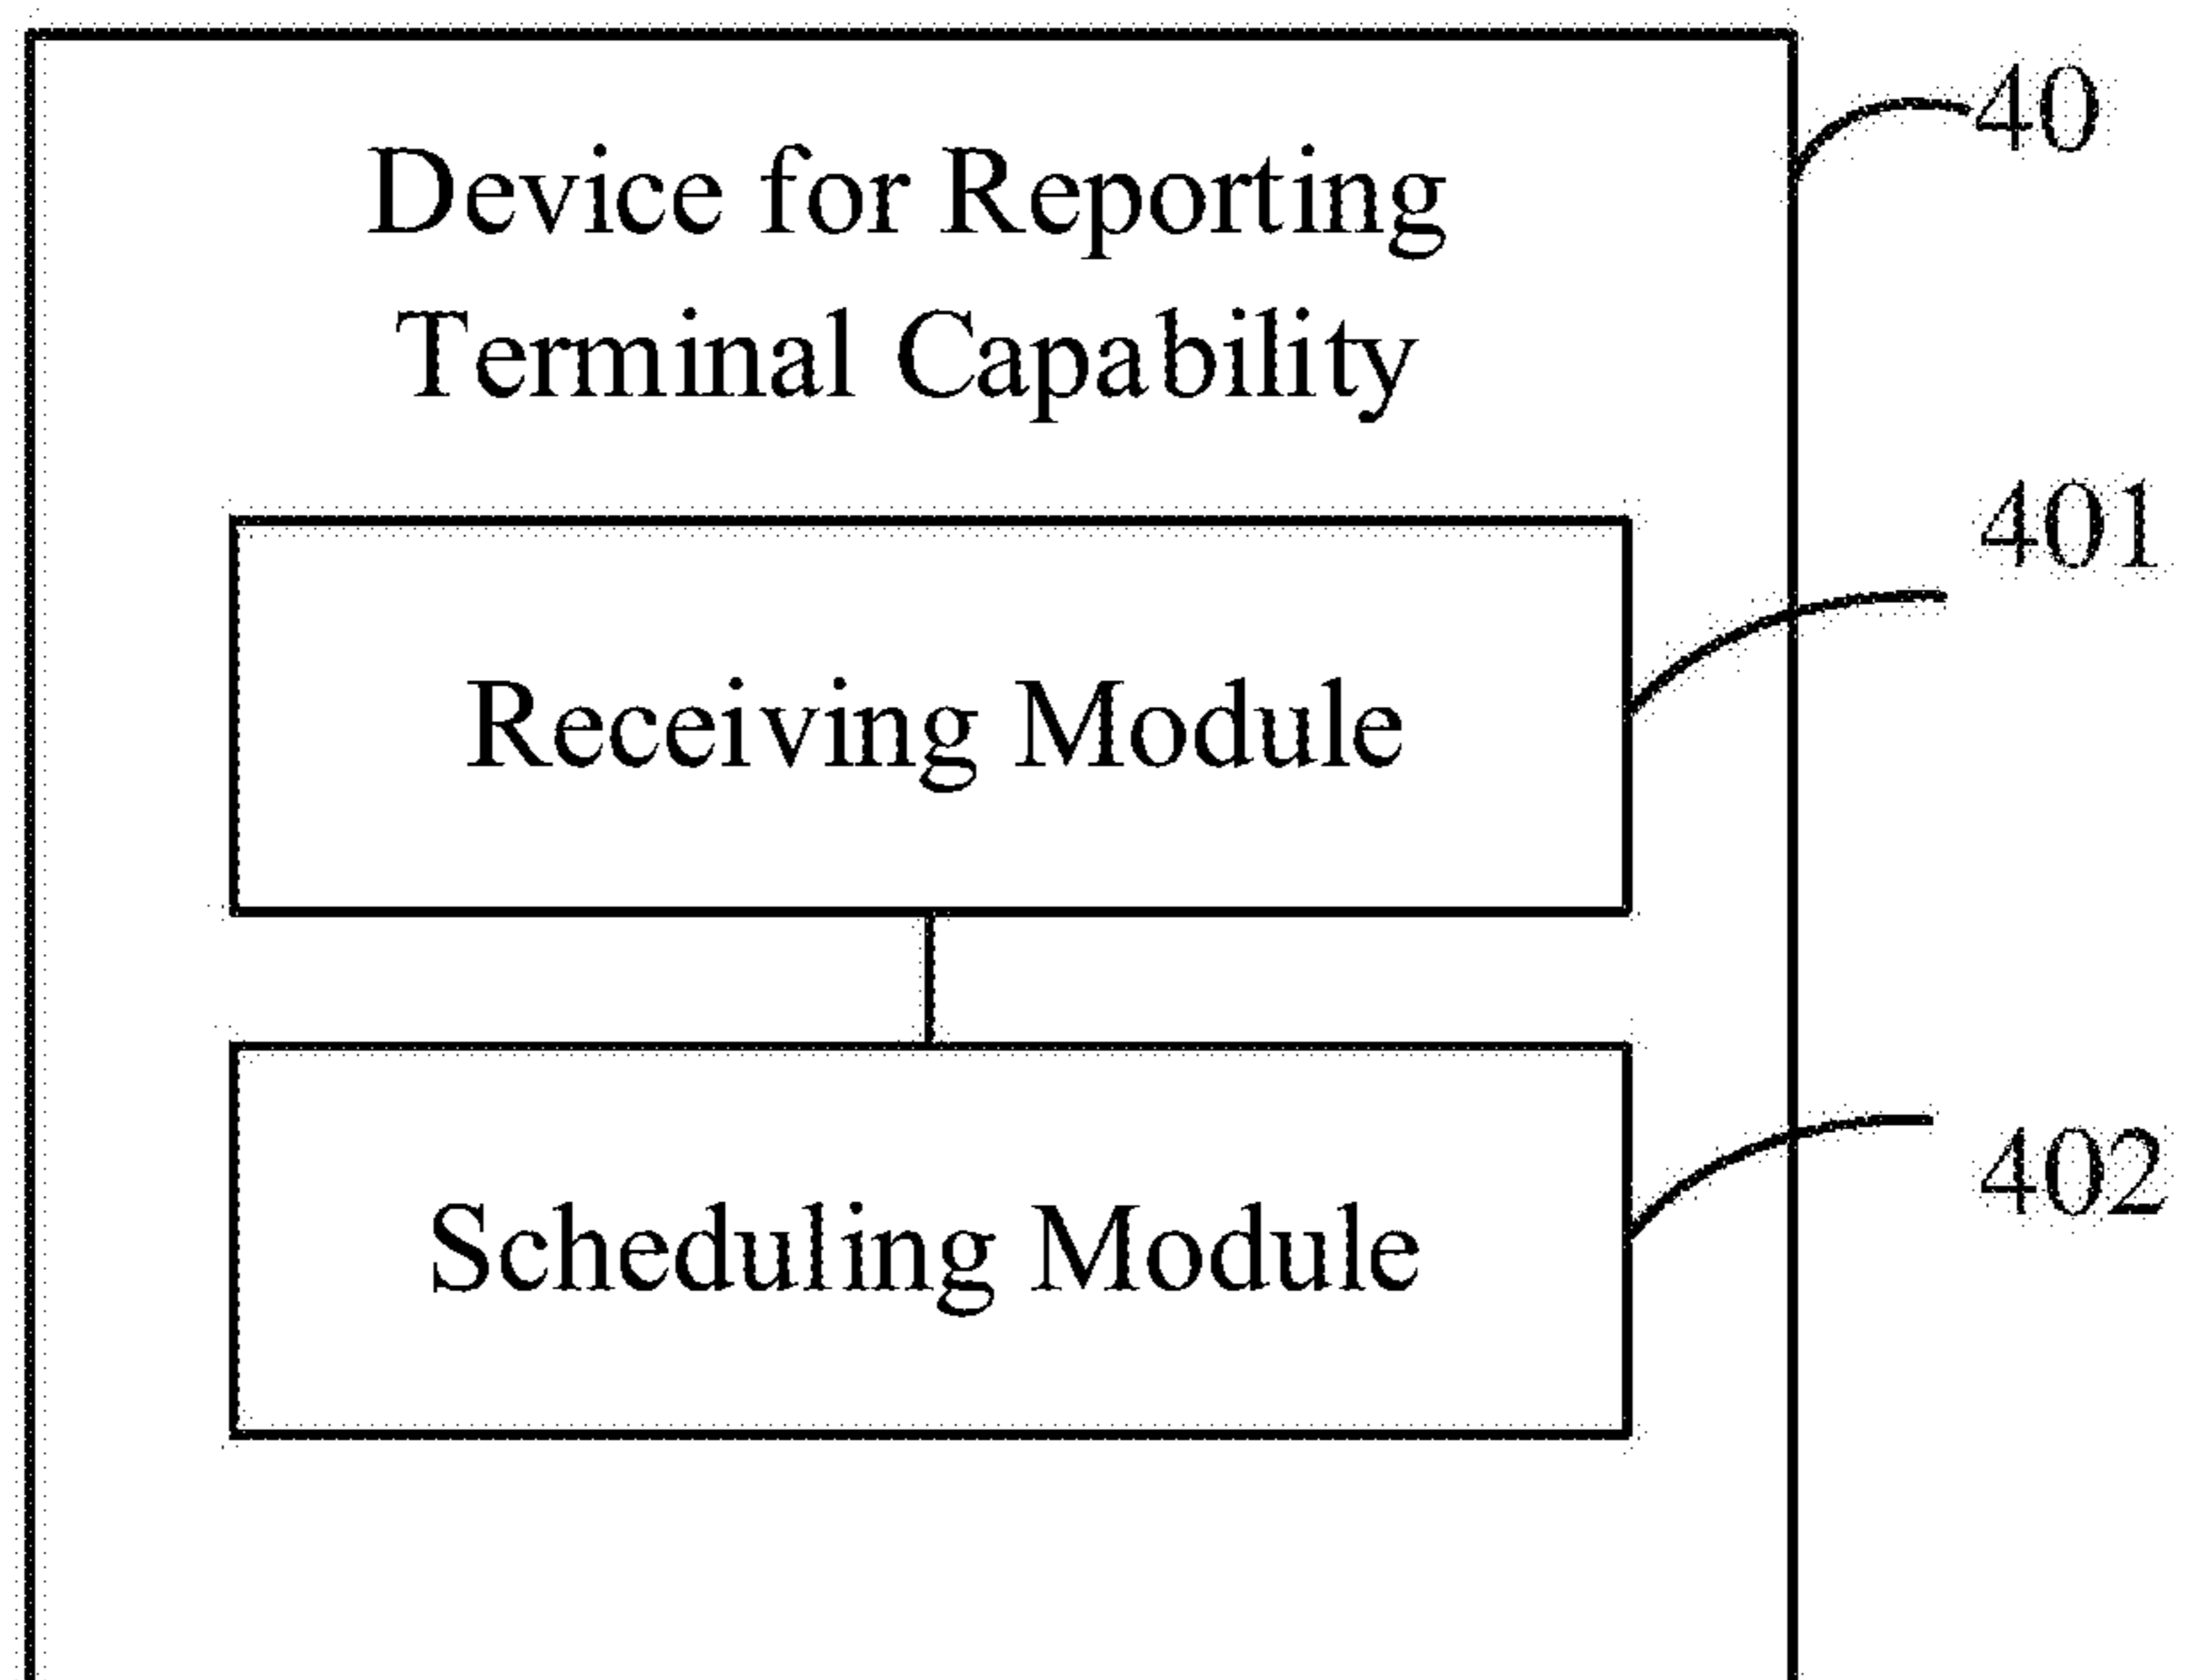 40
Device for Reporting
Terminal Capability
401
Receiving Module
402
Scheduling Module